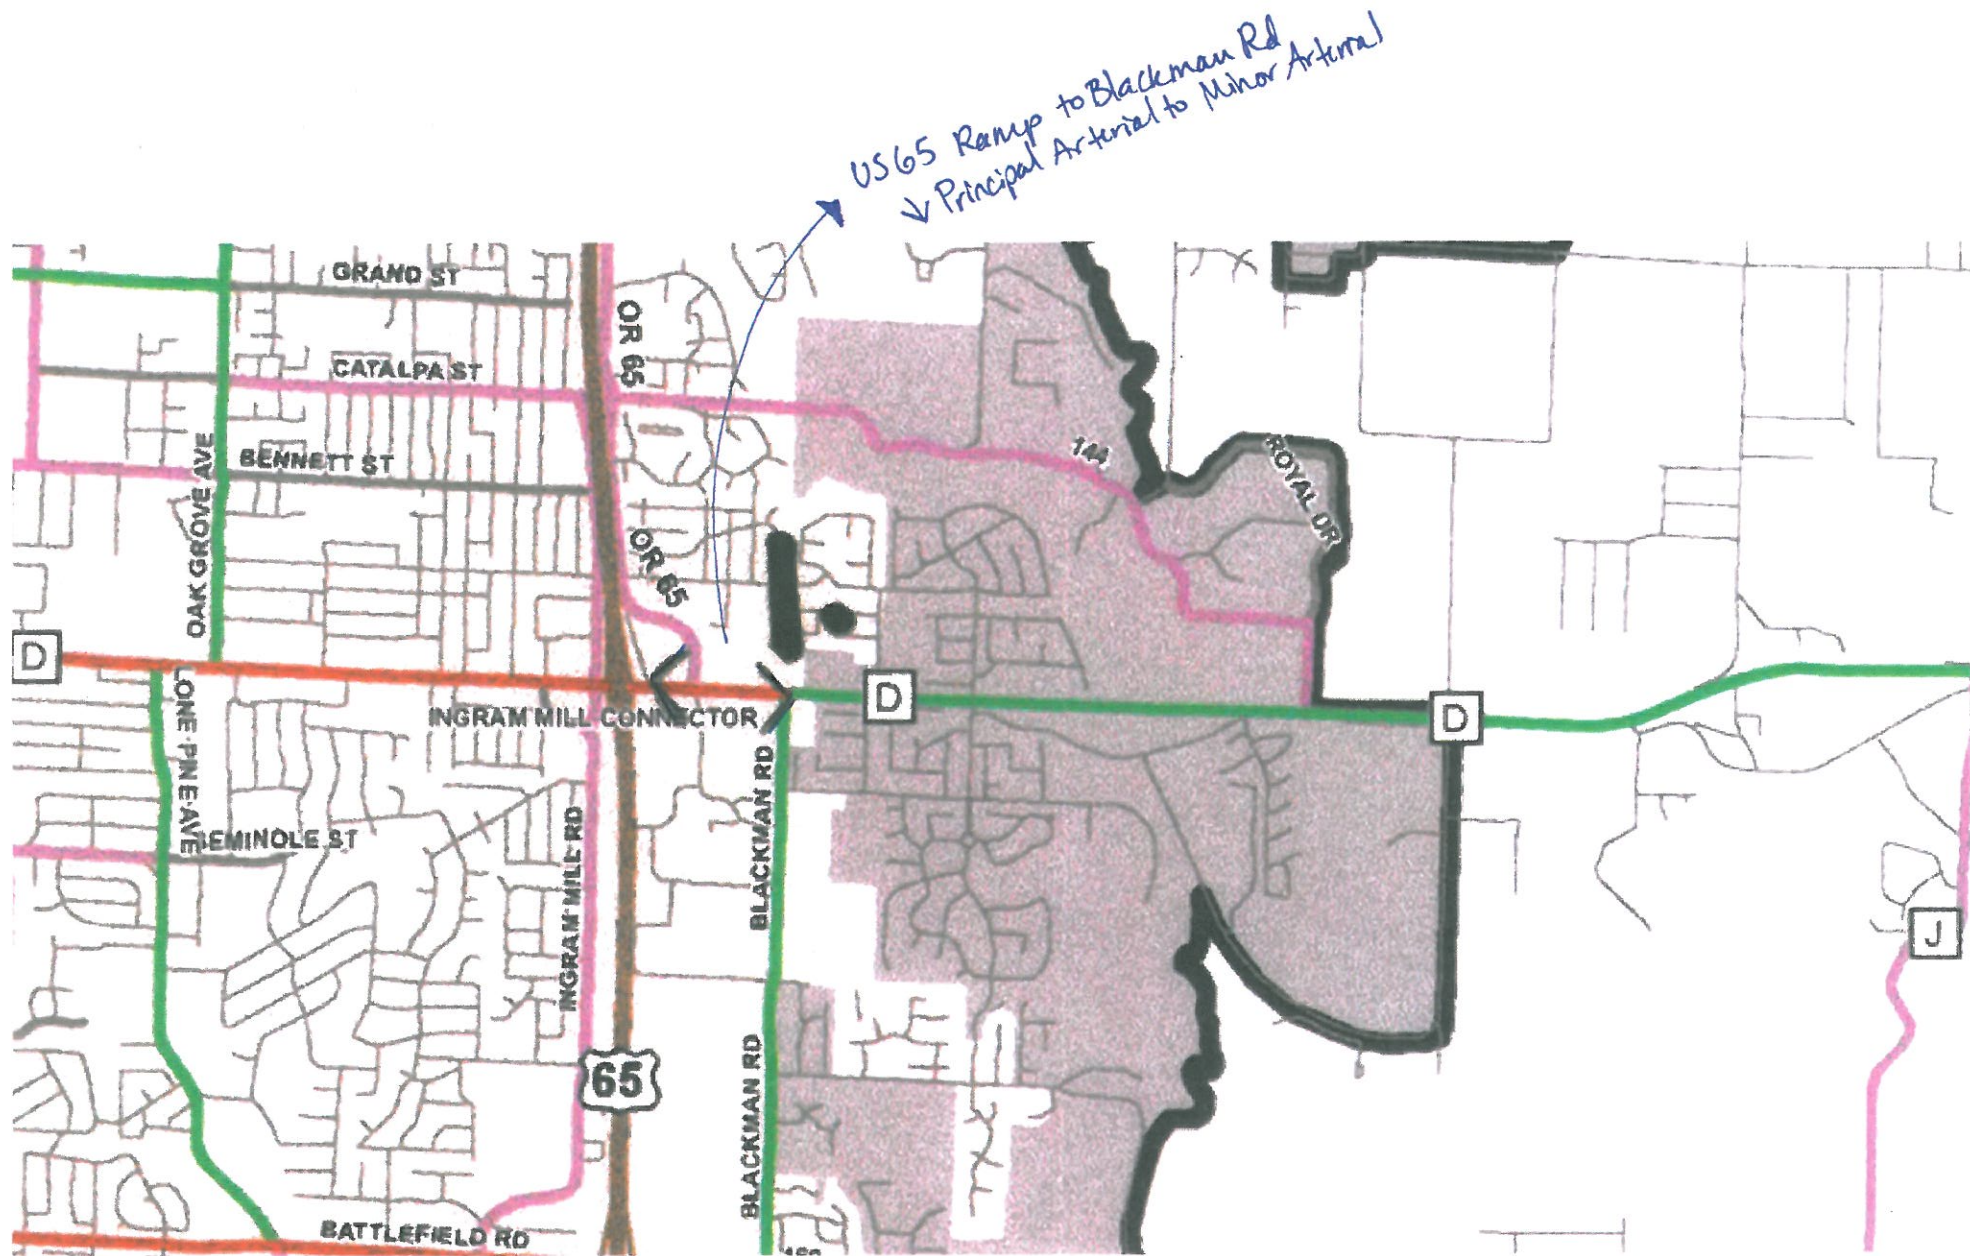 US65 Ramp to Blackman Rd
↓ Principal Arterial to Minor Arterial
GRAND ST
OR 65
CATALPA ST
144
OAK GROVE AVE
BENNETT ST
ROYAL DR
OR 65
D
D
D
INGRAM MILL CONNECTOR
LONE PINE AVE
BLACKMAN RD
SEMINOLE ST
INGRAM MILL RD
J
65
BLACKMAN RD
BATTLEFIELD RD